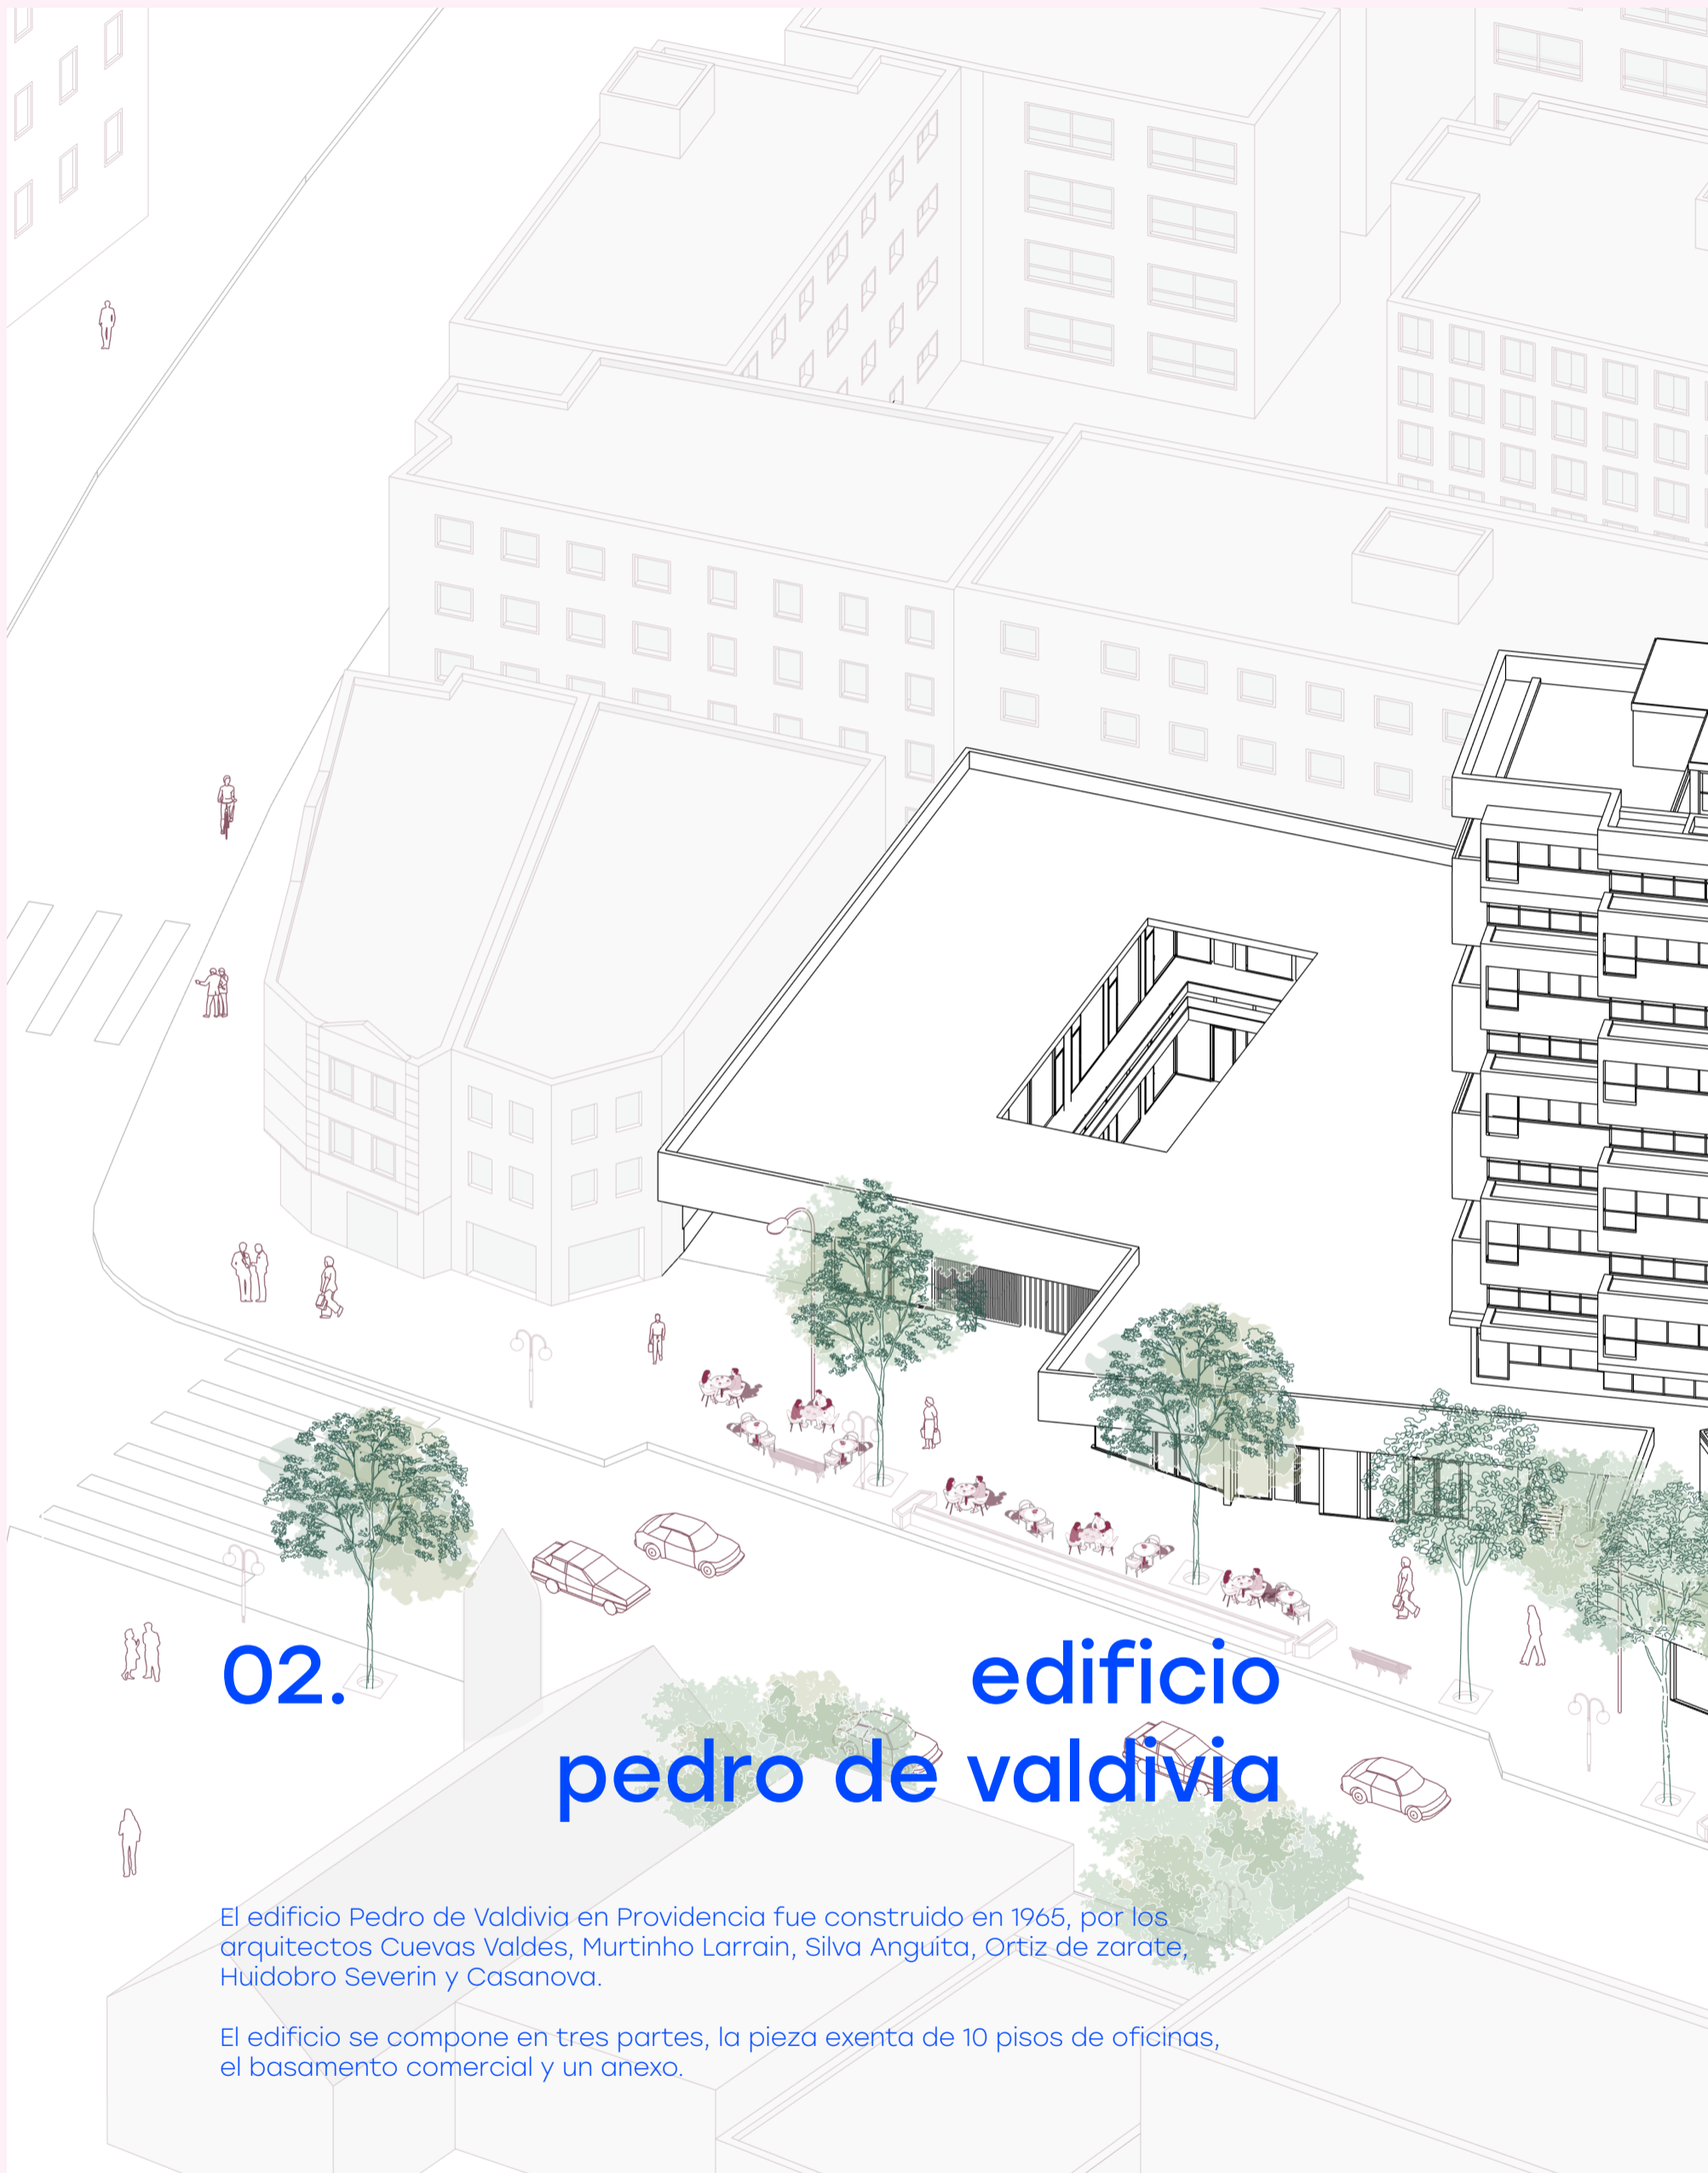 02.
edificio
pedro de valdivia
El edificio Pedro de Valdivia en Providencia fue construido en 1965, por los
arquitectos Cuevas Valdes, Murtinho Larrain, Silva Anguita, Ortiz de zarate,
Huidobro Severin y Casanova.
El edificio se compone en tres partes, la pieza exenta de 10 pisos de oficinas,
el basamento comercial y un anexo.